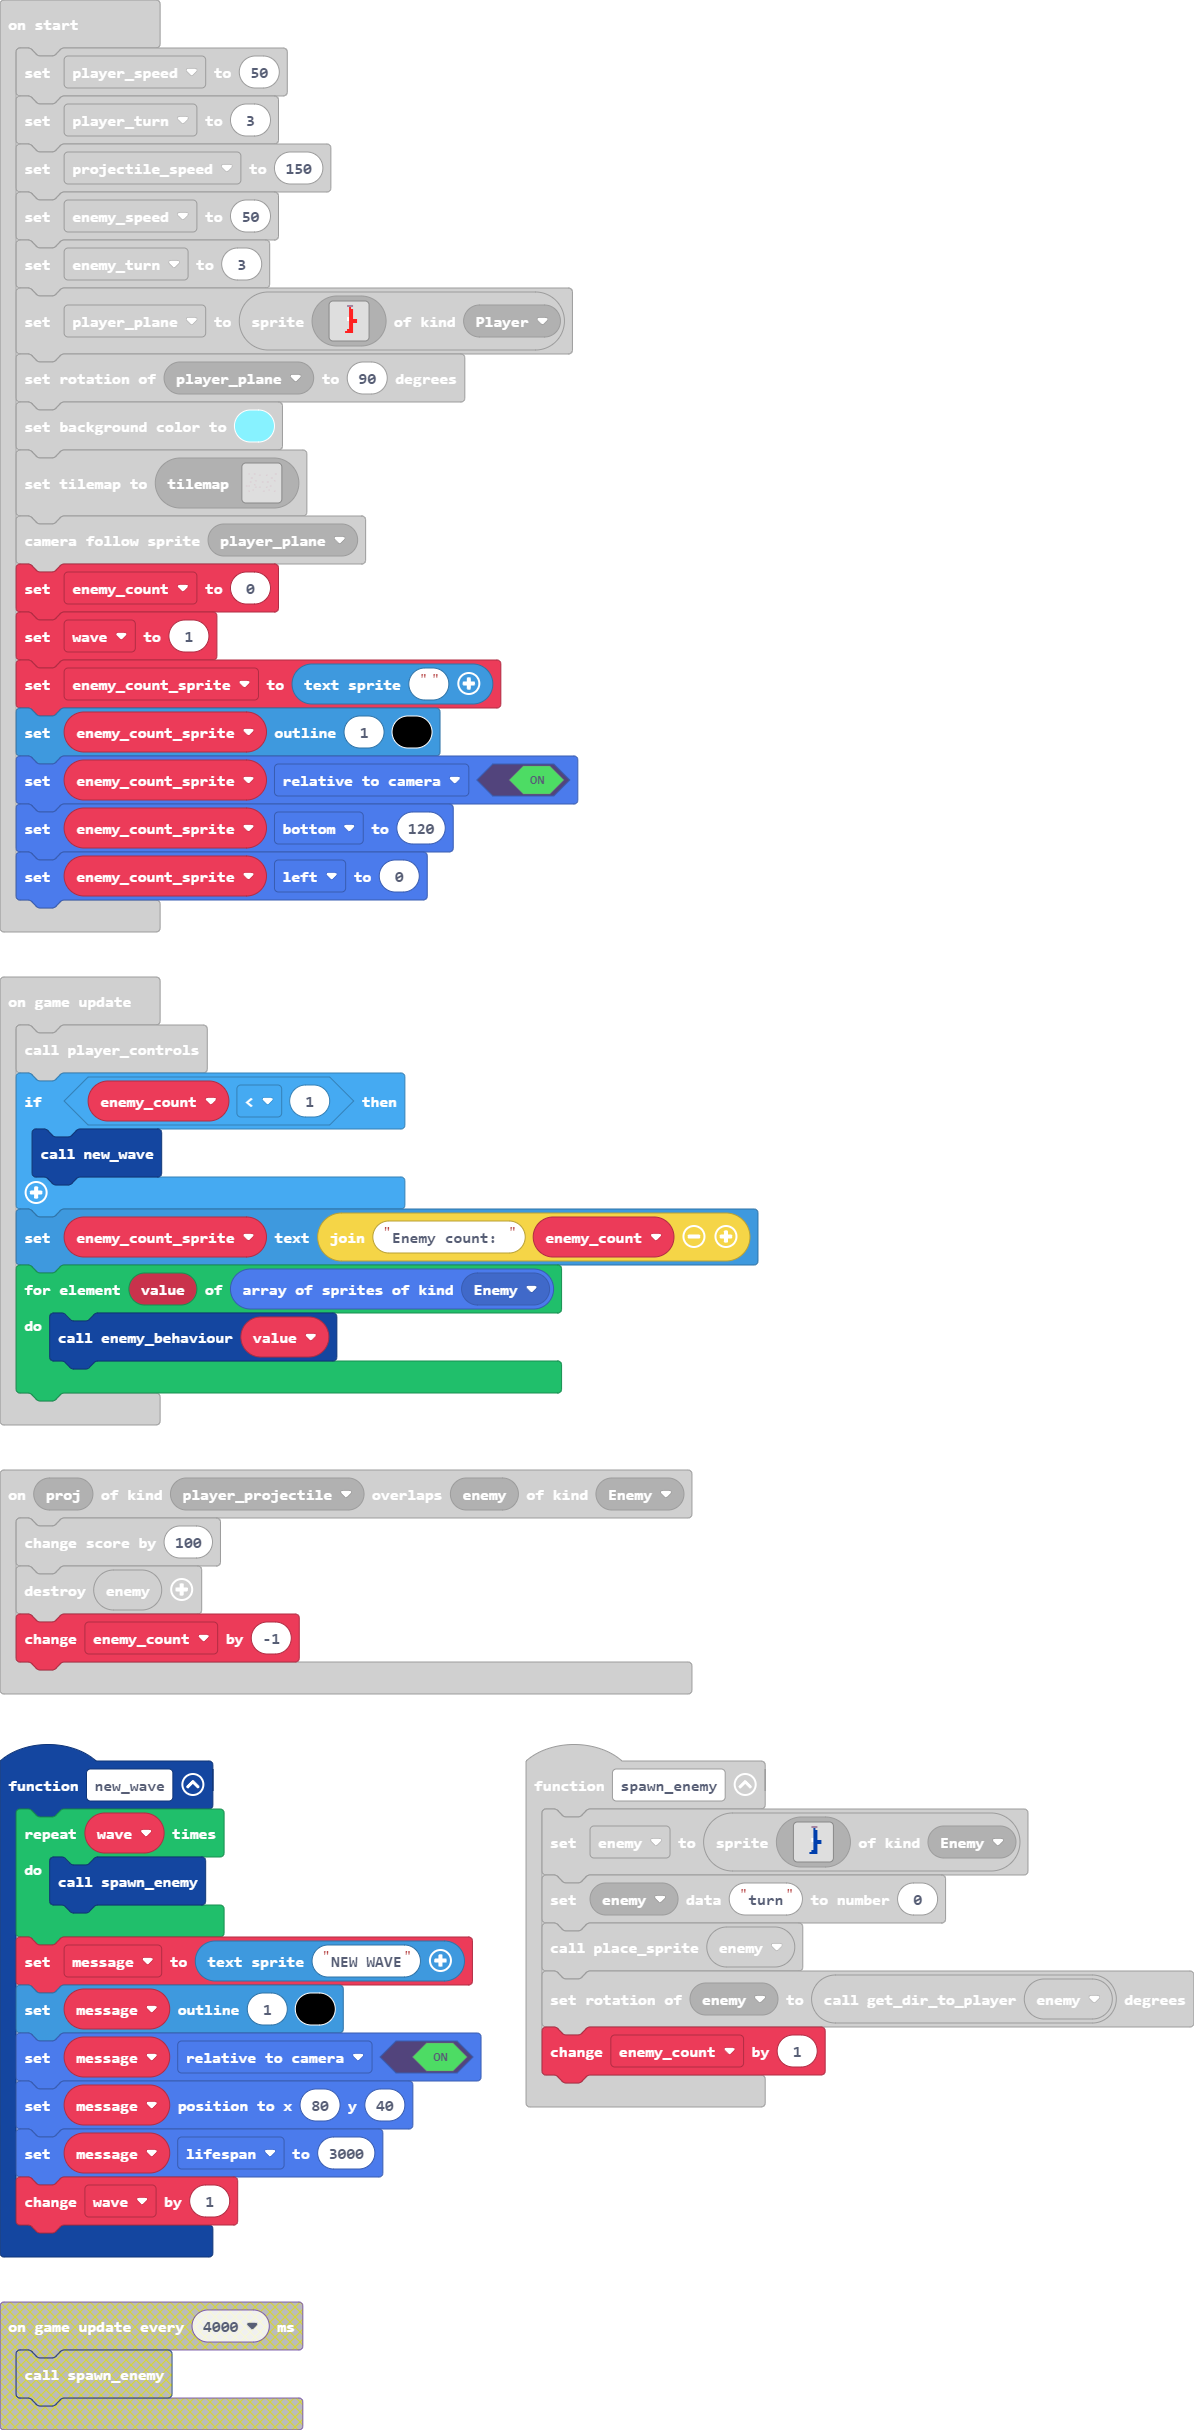 on start
set player_speed to 50
set player_turn to 3
set projectile_speed to 150
set enemy_speed to 50
set enemy_turn to 3
set player_plane to sprite of kind Player
set rotation of player_plane to 90 degrees
set background color to
set tilemap to tilemap
camera follow sprite player_plane
set enemy_count to 0
set wave to 1
set enemy_count_sprite to text sprite " "
set enemy_count_sprite outline 1
set enemy_count_sprite relative to camera ON
set enemy_count_sprite bottom to 120
set enemy_count_sprite left to 0
on game update
call player_controls
if enemy_count < 1 then
call new_wave
set enemy_count_sprite text join "Enemy count: " enemy_count
for element value of array of sprites of kind Enemy
do call enemy_behaviour value
on proj of kind player_projectile overlaps enemy of kind Enemy
change score by 100
destroy enemy
change enemy_count by -1
function new_wave
repeat wave times
do call spawn_enemy
set message to text sprite "NEW WAVE"
set message outline 1
set message relative to camera ON
set message position to x 80 y 40
set message lifespan to 3000
change wave by 1
function spawn_enemy
set enemy to sprite of kind Enemy
set enemy data "turn" to number 0
call place_sprite enemy
set rotation of enemy to call get_dir_to_player enemy degrees
change enemy_count by 1
on game update every 4000 ms
call spawn_enemy